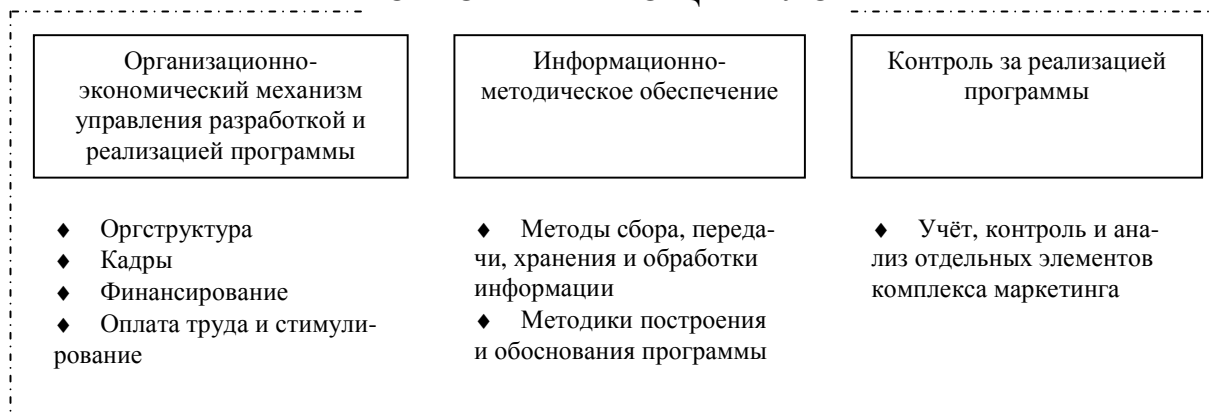 Организационно-
экономический механизм
управления разработкой и
реализацией программы
Информационно-
методическое обеспечение
Контроль за реализацией
программы
♦ Оргструктура
♦ Кадры
♦ Финансирование
♦ Оплата труда и стимули-
рование
♦ Методы сбора, переда-
чи, хранения и обработки
информации
♦ Методики построения
и обоснования программы
♦ Учёт, контроль и ана-
лиз отдельных элементов
комплекса маркетинга